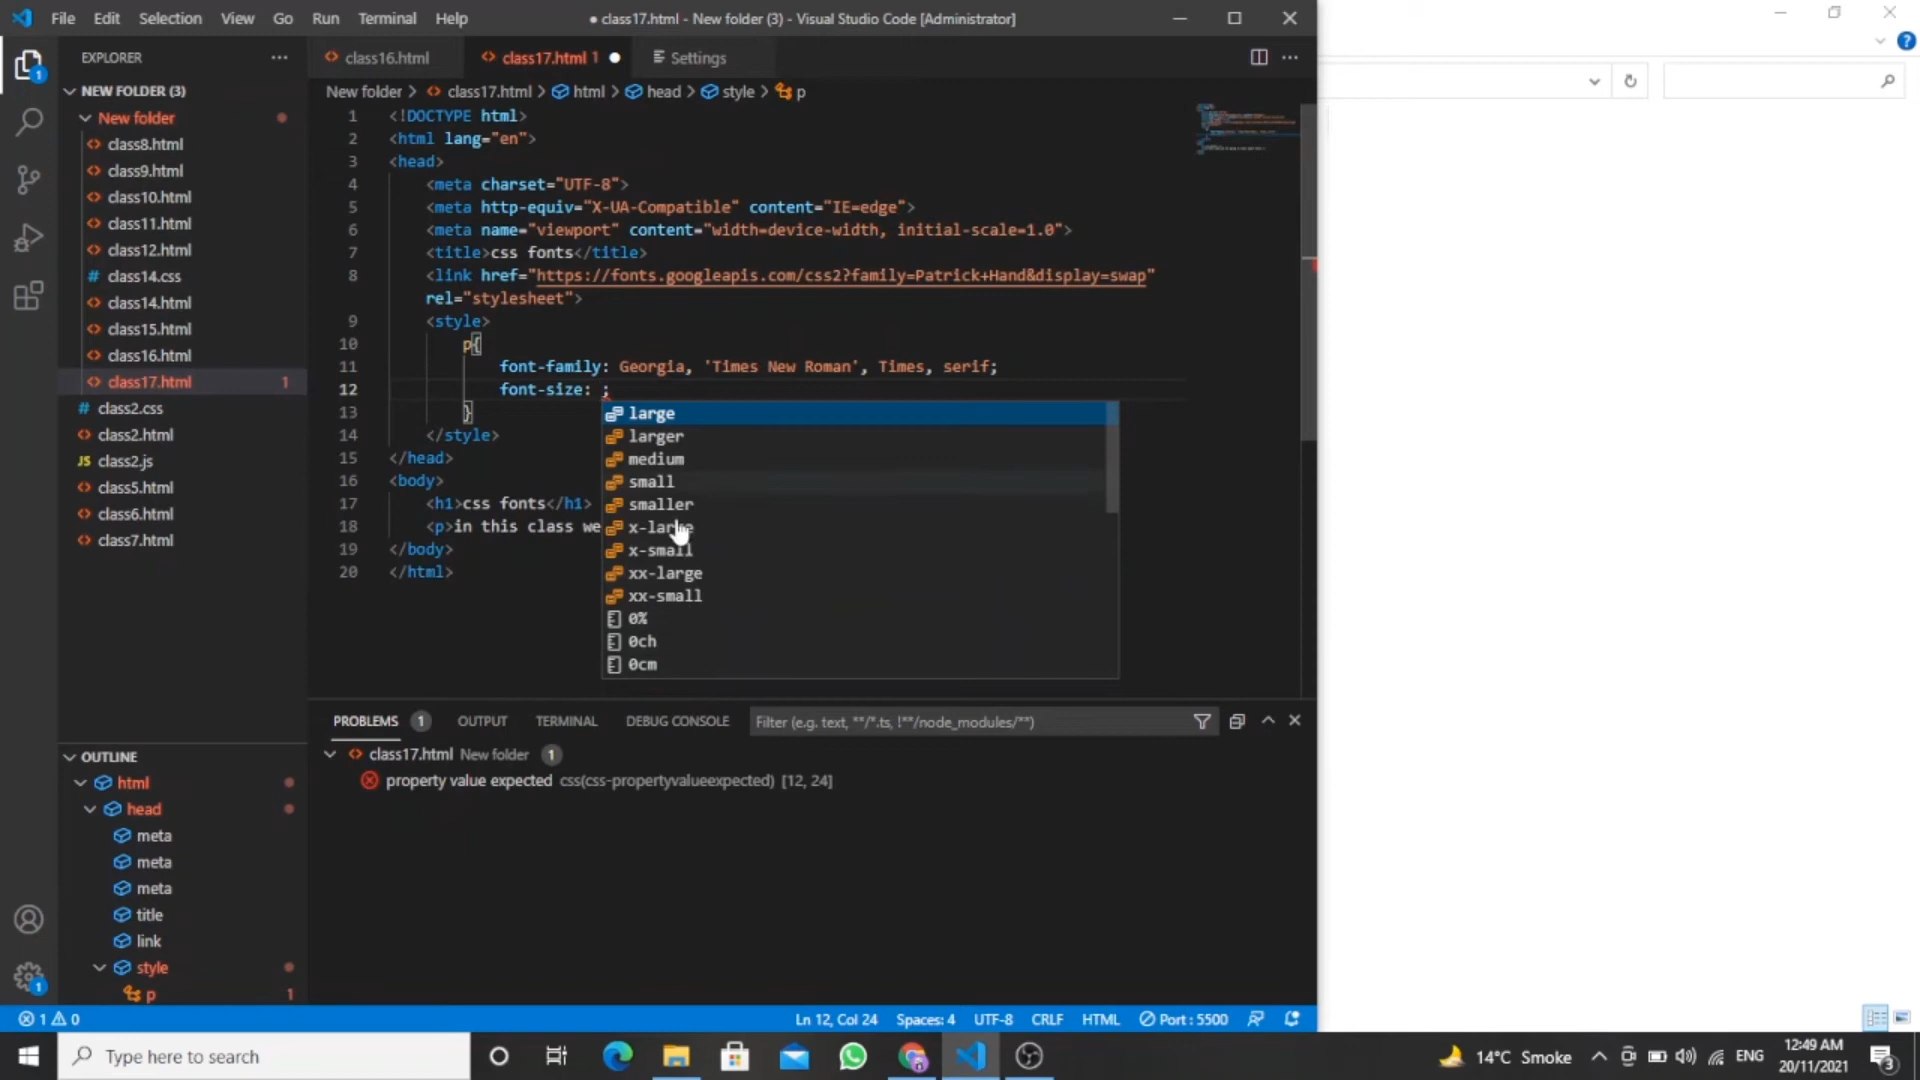 File Edit Selection View Go Run Terminal Help
● class17.html - New folder (3) - Visual Studio Code [Administrator]
EXPLORER
NEW FOLDER (3)
New folder
class8.html
class9.html
class10.html
class11.html
class12.html
class14.css
class14.html
class15.html
class16.html
class17.html 1
class2.css
class2.html
JS class2.js
class5.html
class6.html
class7.html
OUTLINE
html
head
meta
meta
meta
title
link
style
p 1
class16.html class17.html 1 Settings
New folder > class17.html > html > head > style > p
1 <!DOCTYPE html>
2 <html lang="en">
3 <head>
4 <meta charset="UTF-8">
5 <meta http-equiv="X-UA-Compatible" content="IE=edge">
6 <meta name="viewport" content="width=device-width, initial-scale=1.0">
7 <title>css fonts</title>
8 <link href="https://fonts.googleapis.com/css2?family=Patrick+Hand&display=swap"
rel="stylesheet">
9 <style>
10 p{
11 font-family: Georgia, 'Times New Roman', Times, serif;
12 font-size: ;
13 }
14 </style>
15 </head>
16 <body>
17 <h1>css fonts</h1>
18 <p>in this class we
19 </body>
20 </html>
large
larger
medium
small
smaller
x-large
x-small
xx-large
xx-small
0%
0ch
0cm
PROBLEMS 1 OUTPUT TERMINAL DEBUG CONSOLE Filter (e.g. text, **/*.ts, !**/node_modules/**)
class17.html New folder 1
property value expected css(css-propertyvalueexpected) [12, 24]
1 0 Ln 12, Col 24 Spaces: 4 UTF-8 CRLF HTML Port : 5500
Type here to search
14°C Smoke ENG
12:49 AM
20/11/2021
3